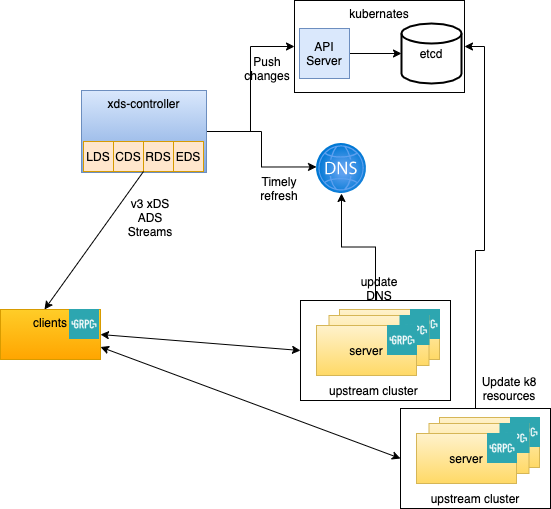 kubernates
API
Server
etcd
Push
changes
xds-controller
LDS
CDS
RDS
EDS
DNS
Timely
refresh
v3 xDS
ADS
Streams
update
DNS
clients
GRPC
server
GRPC
upstream cluster
Update k8
resources
server
GRPC
PC
C
upstream cluster